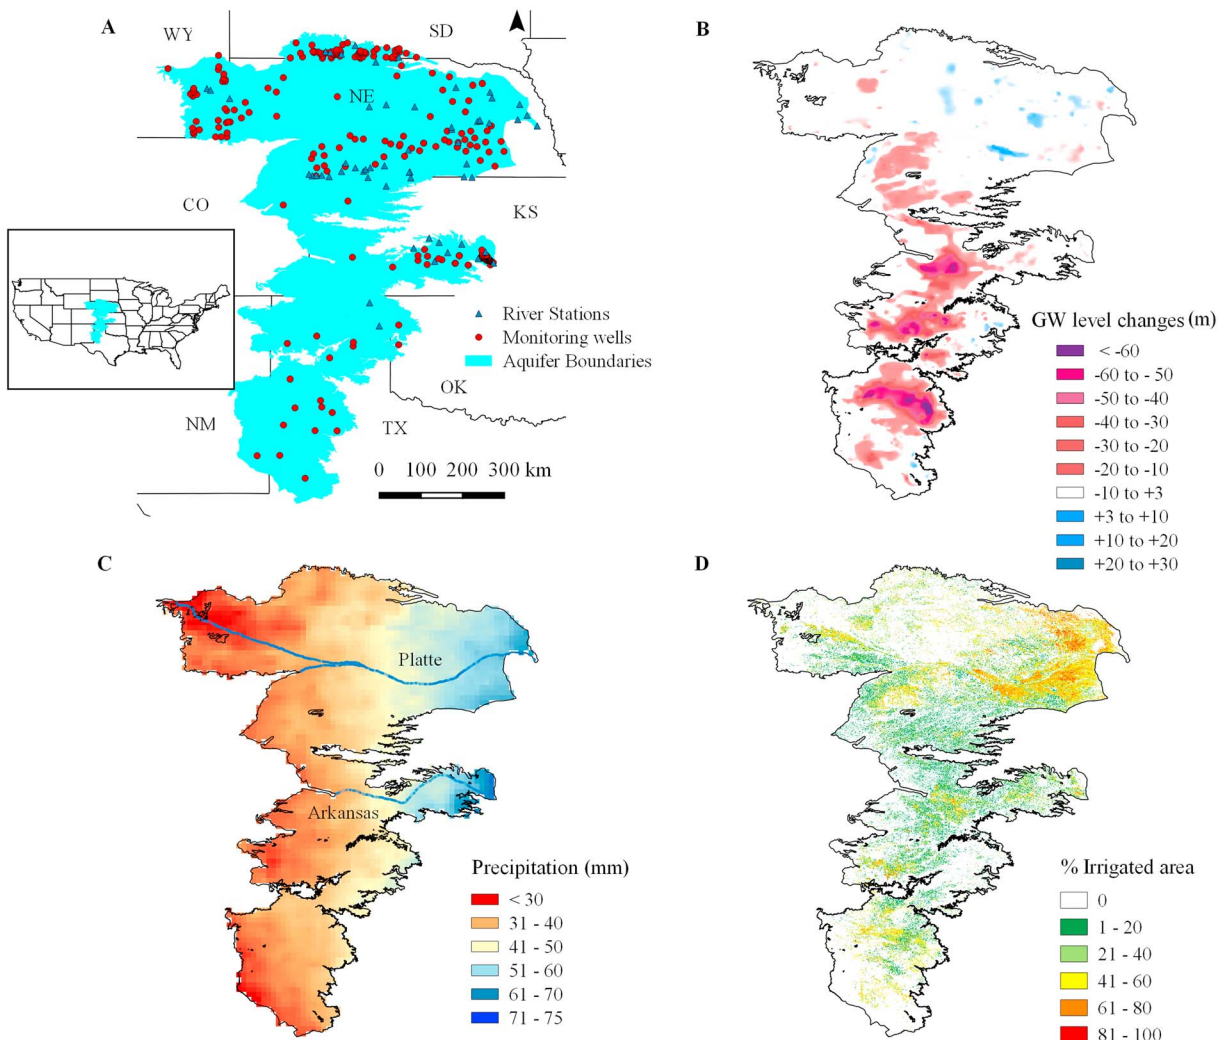 A
WY
SD
NE
CO
KS
NM
TX
OK
River Stations
Monitoring wells
Aquifer Boundaries
0 100 200 300 km
B
GW level changes (m)
< -60
-60 to - 50
-50 to -40
-40 to -30
-30 to -20
-20 to -10
-10 to +3
+3 to +10
+10 to +20
+20 to +30
C
Platte
Arkansas
Precipitation (mm)
< 30
31 - 40
41 - 50
51 - 60
61 - 70
71 - 75
D
% Irrigated area
0
1 - 20
21 - 40
41 - 60
61 - 80
81 - 100